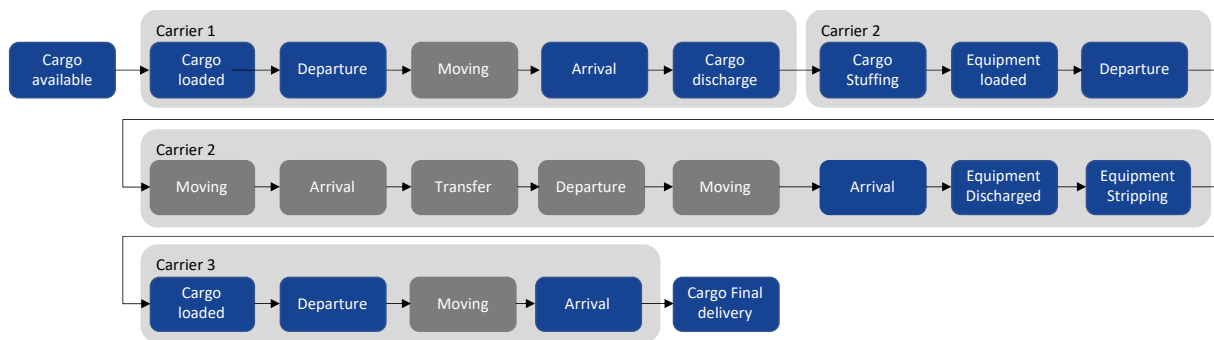 Carrier 1
Carrier 2
Cargo
available
Cargo
loaded
Departure
Moving
Arrival
Cargo
discharge
Cargo
Stuffing
Equipment
loaded
Departure
Carrier 2
Moving
Arrival
Transfer
Departure
Moving
Arrival
Equipment
Discharged
Equipment
Stripping
Carrier 3
Cargo
loaded
Departure
Moving
Arrival
Cargo Final
delivery